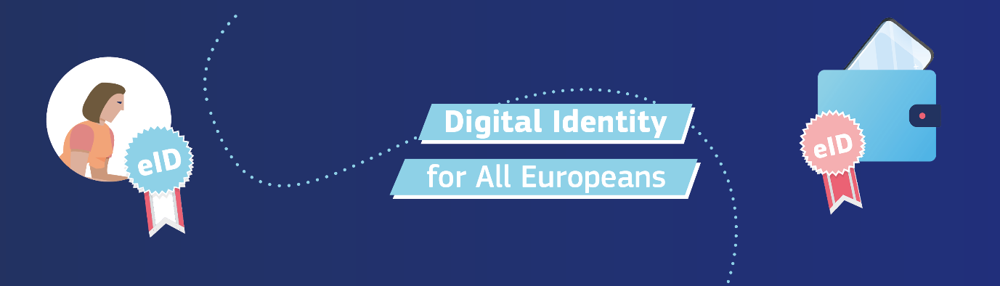 eID
Digital Identity
for All Europeans
eID